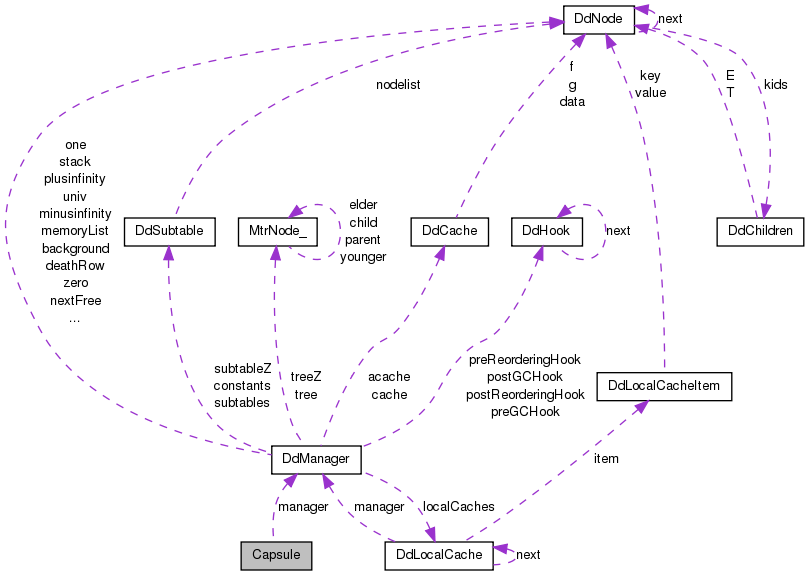 DdNode
next
f
g
data
key
value
E
T
kids
nodelist
one
stack
plusinfinity
univ
minusinfinity
memoryList
background
deathRow
zero
nextFree
...
DdSubtable
MtrNode_
elder
child
parent
younger
DdCache
DdHook
next
DdChildren
subtableZ
constants
subtables
treeZ
tree
acache
cache
preReorderingHook
postGCHook
postReorderingHook
preGCHook
DdLocalCacheItem
DdManager
item
manager
manager
localCaches
Capsule
DdLocalCache
next